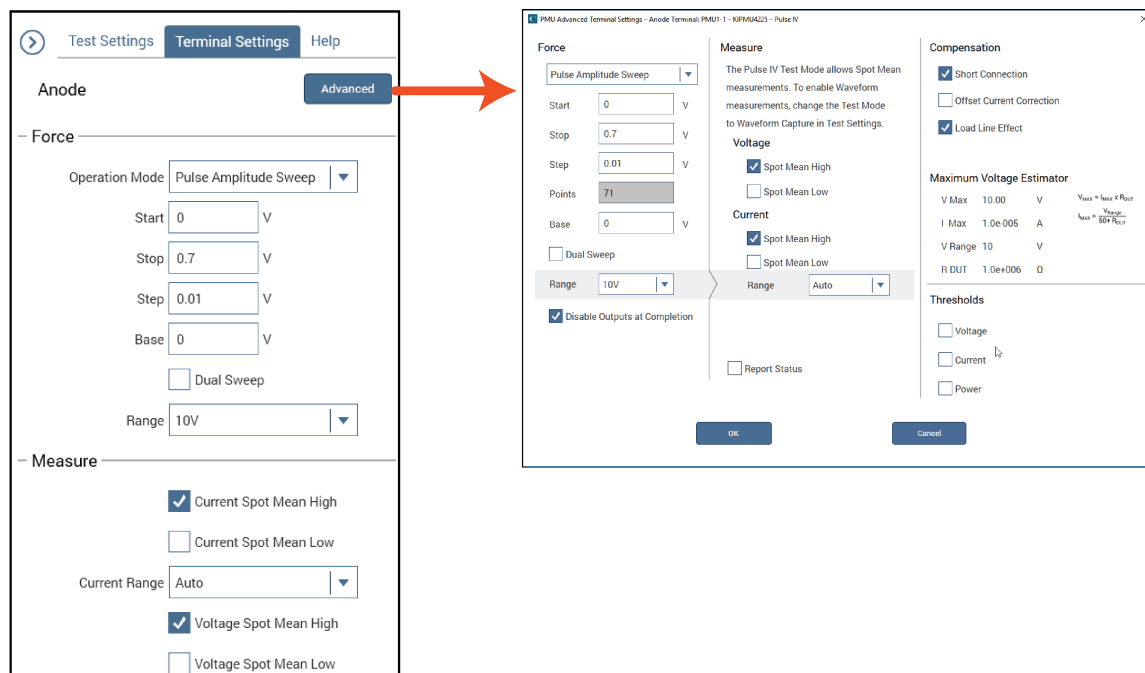 Test Settings Terminal Settings Help
Anode Advanced
Force
Operation Mode Pulse Amplitude Sweep
Start 0 V
Stop 0.7 V
Step 0.01 V
Base 0 V
Dual Sweep
Range 10V
Measure
Current Spot Mean High
Current Spot Mean Low
Current Range Auto
Voltage Spot Mean High
Voltage Spot Mean Low
PMU Advanced Terminal Settings – Anode Terminal: PMU1-1 – KIPMU4225 – Pulse IV
Force
Pulse Amplitude Sweep
Start 0 V
Stop 0.7 V
Step 0.01 V
Points 71
Base 0 V
Dual Sweep
Range 10V
Disable Outputs at Completion
Measure
The Pulse IV Test Mode allows Spot Mean
measurements. To enable Waveform
measurements, change the Test Mode
to Waveform Capture in Test Settings.
Voltage
Spot Mean High
Spot Mean Low
Current
Spot Mean High
Spot Mean Low
Range Auto
Report Status
Compensation
Short Connection
Offset Current Correction
Load Line Effect
Maximum Voltage Estimator
V Max 10.00 V
I Max 1.0e-005 A
V Range 10 V
R DUT 1.0e+006 Ω
VMAX = IMAX x RDUT
IMAX = VRange
50+ RDUT
Thresholds
Voltage
Current
Power
OK Cancel